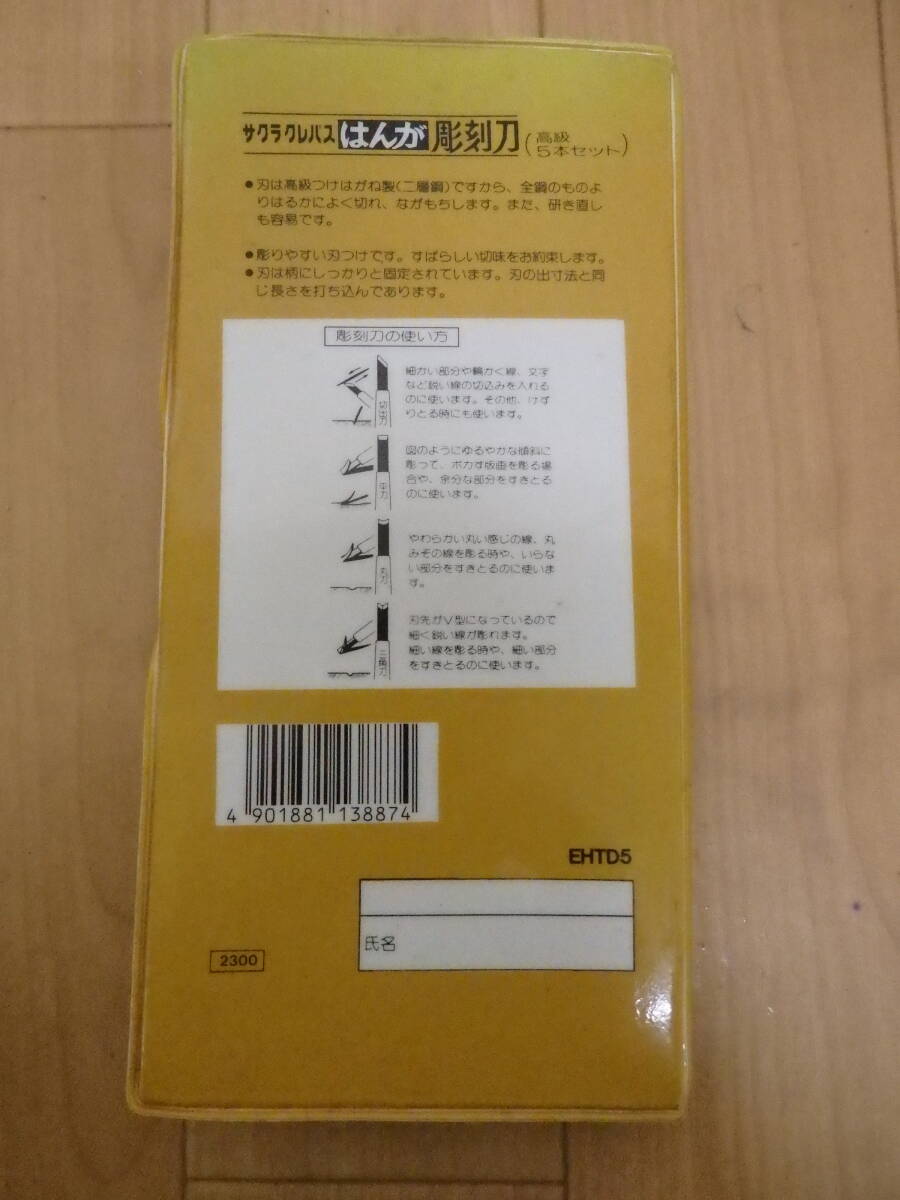 サクラクレパス はんが 彫刻刀 (高級 5本セット)
●刃は高級つけはがね製(二層鋼)ですから、全鋼のものよ
りはるかによく切れ、ながもちします。また、研き直し
も容易です。
●彫りやすい刃つけです。すばらしい切味をお約束します。
●刃は柄にしっかりと固定されています。刃の出寸法と同
じ長さを打ち込んであります。
彫刻刀の使い方
切出刀
細かい部分や輪かく線、文字
など鋭い線の切込みを入れる
のに使います。その他、けず
りとる時にも使います。
平刀
図のようにゆるやかな傾斜に
彫って、ボカす版画を彫る場
合や、余分な部分をすきとる
のに使います。
丸刀
やわらかい丸い感じの線、丸
みその線を彫る時や、いらな
い部分をすきとるのに使いま
す。
三角刀
刃先がV型になっているので
細く鋭い線が彫れます。
細い線を彫る時や、細い部分
をすきとるのに使います。
4 901881 138874
EHTD5
氏名
2300